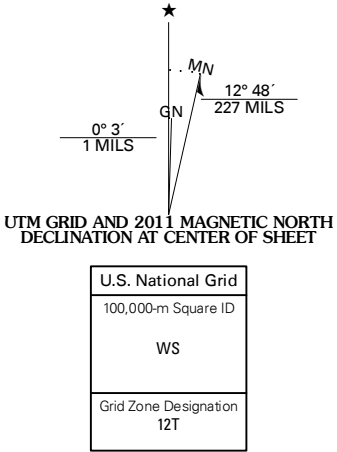 ★
MN
GN
12° 48´
227 MILS
0° 3´
1 MILS
UTM GRID AND 2011 MAGNETIC NORTH
DECLINATION AT CENTER OF SHEET
U.S. National Grid
100,000-m Square ID
WS
Grid Zone Designation
12T